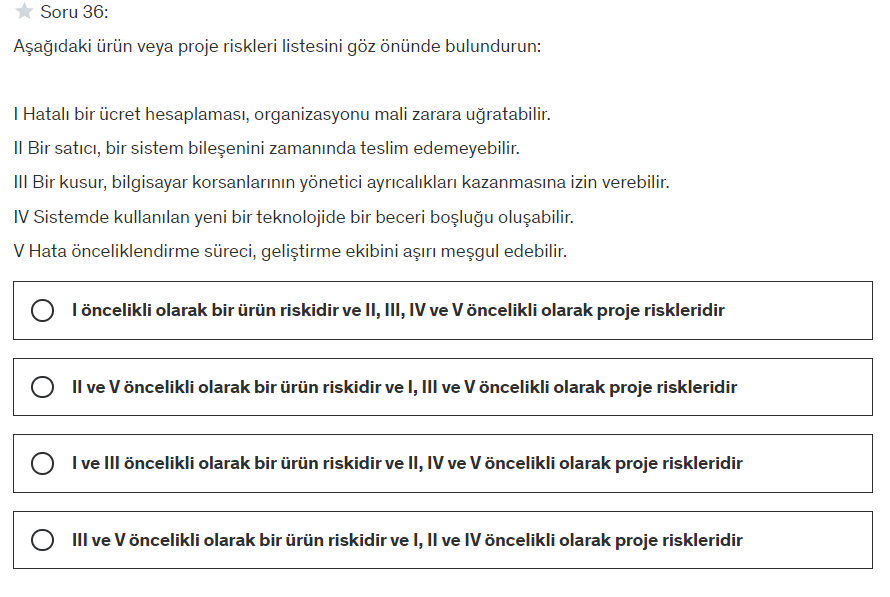 Soru 36:
Aşağıdaki ürün veya proje riskleri listesini göz önünde bulundurun:
I Hatalı bir ücret hesaplaması, organizasyonu mali zarara uğratabilir.
II Bir satıcı, bir sistem bileşenini zamanında teslim edemeyebilir.
III Bir kusur, bilgisayar korsanlarının yönetici ayrıcalıkları kazanmasına izin verebilir.
IV Sistemde kullanılan yeni bir teknolojide bir beceri boşluğu oluşabilir.
V Hata önceliklendirme süreci, geliştirme ekibini aşırı meşgul edebilir.
I öncelikli olarak bir ürün riskidir ve II, III, IV ve V öncelikli olarak proje riskleridir
II ve V öncelikli olarak bir ürün riskidir ve I, III ve V öncelikli olarak proje riskleridir
I ve III öncelikli olarak bir ürün riskidir ve II, IV ve V öncelikli olarak proje riskleridir
III ve V öncelikli olarak bir ürün riskidir ve I, II ve IV öncelikli olarak proje riskleridir